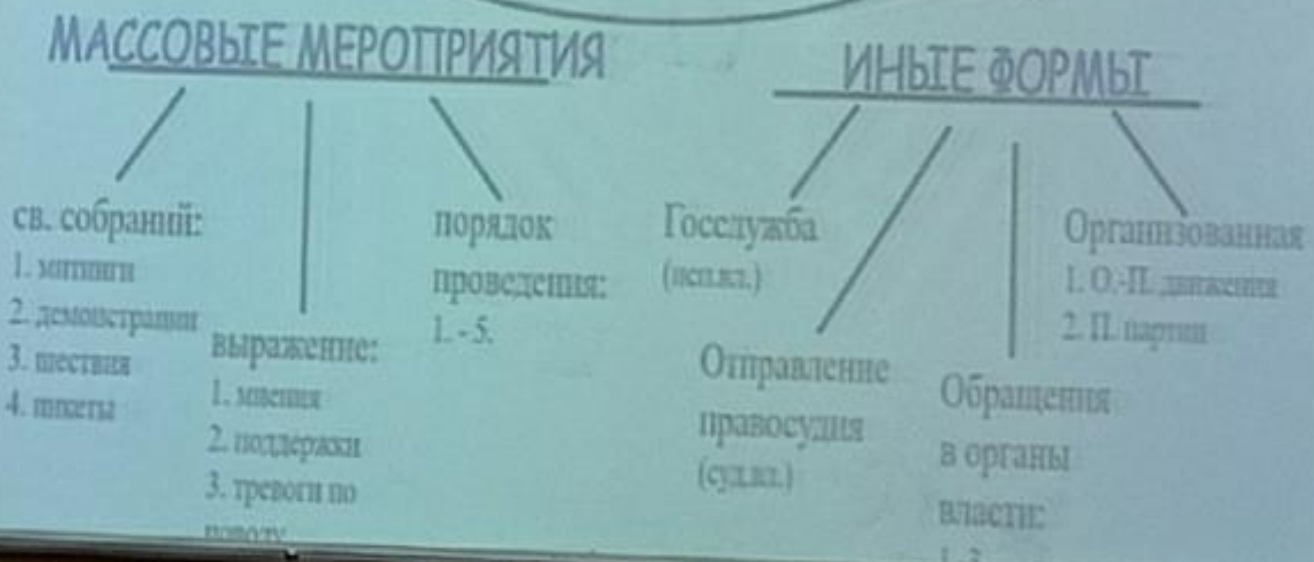 МАССОВЫЕ МЕРОПРИЯТИЯ
св. собраний:
1. митинги
2. демонстрации
3. шествия
4. пикеты
выражение:
1. мнения
2. поддержки
3. тревоги по
поводу
порядок
проведения:
1. - 5.
ИНЫЕ ФОРМЫ
Госслужба
(исп.вл.)
Отправление
правосудия
(суд.вл.)
Обращения
в органы
власти:
Организованная
1. О.-П. движения
2. П. партии